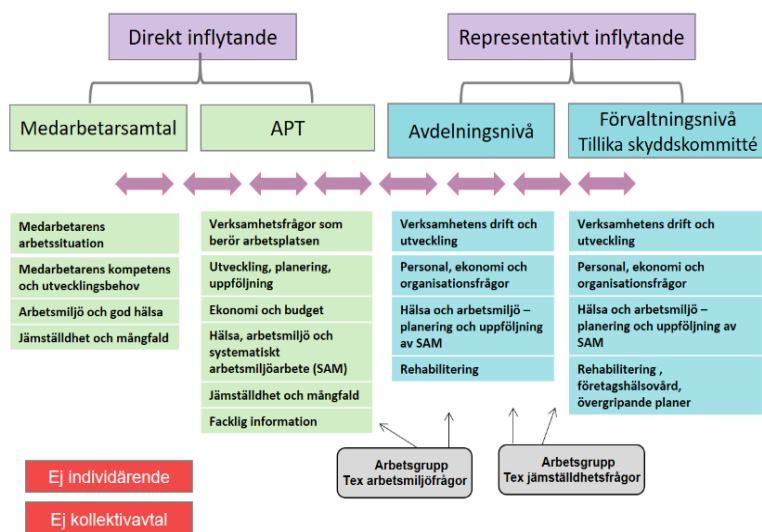 Direkt inflytande
Representativt inflytande
Medarbetarsamtal
APT
Avdelningsnivå
Förvaltningsnivå
Tillika skyddskommitté
Medarbetarens
arbetssituation
Medarbetarens kompetens
och utvecklingsbehov
Arbetsmiljö och god hälsa
Jämställdhet och mångfald
Verksamhetsfrågor som
berör arbetsplatsen
Utveckling, planering,
uppföljning
Ekonomi och budget
Hälsa, arbetsmiljö och
systematiskt
arbetsmiljöarbete (SAM)
Jämställdhet och mångfald
Facklig information
Verksamhetens drift och
utveckling
Personal, ekonomi och
organisationsfrågor
Hälsa och arbetsmiljö –
planering och uppföljning
av SAM
Rehabilitering
Verksamhetens drift och
utveckling
Personal, ekonomi och
organisationsfrågor
Hälsa och arbetsmiljö –
planering och uppföljning av
SAM
Rehabilitering ,
företagshälsovård,
övergripande planer
Arbetsgrupp
Tex arbetsmiljöfrågor
Arbetsgrupp
Tex jämställdhetsfrågor
Ej individärende
Ej kollektivavtal